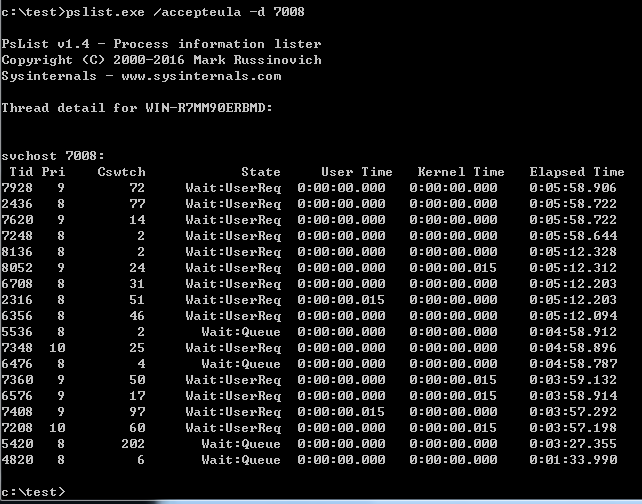 c:\test>pslist.exe /accepteula -d 7008
PsList v1.4 - Process information lister
Copyright (C) 2000-2016 Mark Russinovich
Sysinternals - www.sysinternals.com
Thread detail for WIN-R7MM90ERBMD:
svchost 7008:
Tid Pri Cswtch State User Time Kernel Time Elapsed Time
7928 9 72 Wait:UserReq 0:00:00.000 0:00:00.000 0:05:58.906
2436 8 77 Wait:UserReq 0:00:00.000 0:00:00.000 0:05:58.722
7620 9 14 Wait:UserReq 0:00:00.000 0:00:00.000 0:05:58.722
7248 8 2 Wait:UserReq 0:00:00.000 0:00:00.000 0:05:58.644
8136 8 2 Wait:UserReq 0:00:00.000 0:00:00.000 0:05:12.328
8052 9 24 Wait:UserReq 0:00:00.000 0:00:00.015 0:05:12.312
6708 8 31 Wait:UserReq 0:00:00.000 0:00:00.000 0:05:12.203
2316 8 51 Wait:UserReq 0:00:00.015 0:00:00.000 0:05:12.203
6356 8 46 Wait:UserReq 0:00:00.000 0:00:00.000 0:05:12.094
5536 8 2 Wait:Queue 0:00:00.000 0:00:00.000 0:04:58.912
7348 10 25 Wait:UserReq 0:00:00.000 0:00:00.000 0:04:58.896
6476 8 4 Wait:Queue 0:00:00.000 0:00:00.000 0:04:58.787
7360 9 50 Wait:UserReq 0:00:00.000 0:00:00.015 0:03:59.132
6576 9 17 Wait:UserReq 0:00:00.000 0:00:00.015 0:03:58.914
7408 9 97 Wait:UserReq 0:00:00.015 0:00:00.000 0:03:57.292
7208 10 60 Wait:UserReq 0:00:00.000 0:00:00.015 0:03:57.198
5420 8 202 Wait:Queue 0:00:00.000 0:00:00.000 0:03:27.355
4820 8 6 Wait:Queue 0:00:00.000 0:00:00.000 0:01:33.990
c:\test>